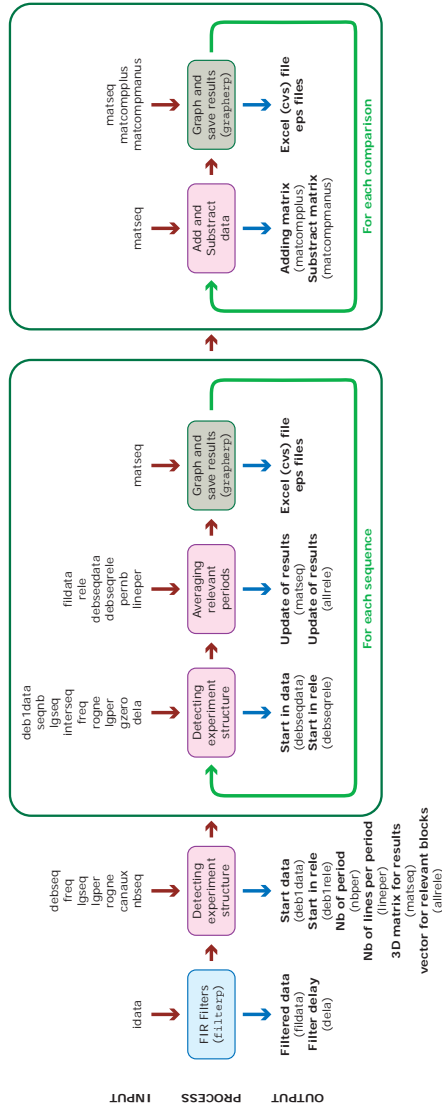 INPUT
PROCESS
OUTPUT
idata
FIR Filters
(filterp)
Filtered data
(fildata)
Filter delay
(dela)
debseq
freq
lgseq
lgper
rogne
canaux
nbseq
Detecting
experiment
structure
Start data
(deb1data)
Start in rele
(deb1rele)
Nb of period
(nbper)
Nb of lines per period
(lineper)
3D matrix for results
(matseq)
vector for relevant blocks
(allrele)
deb1data
seqnb
lgseq
interseq
freq
rogne
lgper
gzero
dela
Detecting
experiment
structure
Start in data
(debseqdata)
Start in rele
(debseqrele)
fildata
rele
debseqdata
debseqrele
pernb
lineper
Averaging
relevant
periods
Update of results
(matseq)
Update of results
(allrele)
matseq
Graph and
save results
(grapherp)
Excel (cvs) file
eps files
For each sequence
matseq
Add and
Substract
data
Adding matrix
(matcompplus)
Substract matrix
(matcompmanus)
matseq
matcompplus
matcompmanus
Graph and
save results
(grapherp)
Excel (cvs) file
eps files
For each comparison